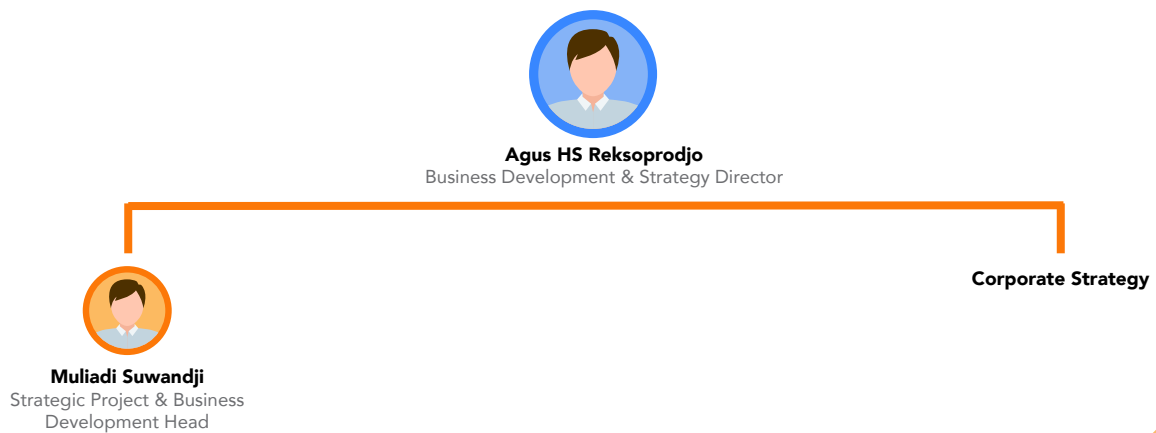 Agus HS Reksoprodjo
Business Development & Strategy Director
Corporate Strategy
Muliadi Suwandji
Strategic Project & Business
Development Head